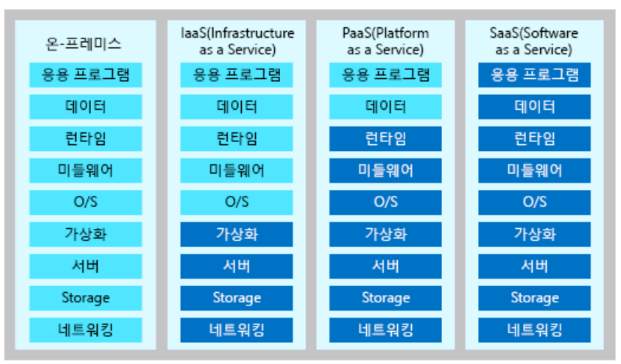 온-프레미스
응용 프로그램
데이터
런타임
미들웨어
O/S
가상화
서버
Storage
네트워킹
IaaS(Infrastructure
as a Service)
응용 프로그램
데이터
런타임
미들웨어
O/S
가상화
서버
Storage
네트워킹
PaaS(Platform
as a Service)
응용 프로그램
데이터
런타임
미들웨어
O/S
가상화
서버
Storage
네트워킹
SaaS(Software
as a Service)
응용 프로그램
데이터
런타임
미들웨어
O/S
가상화
서버
Storage
네트워킹